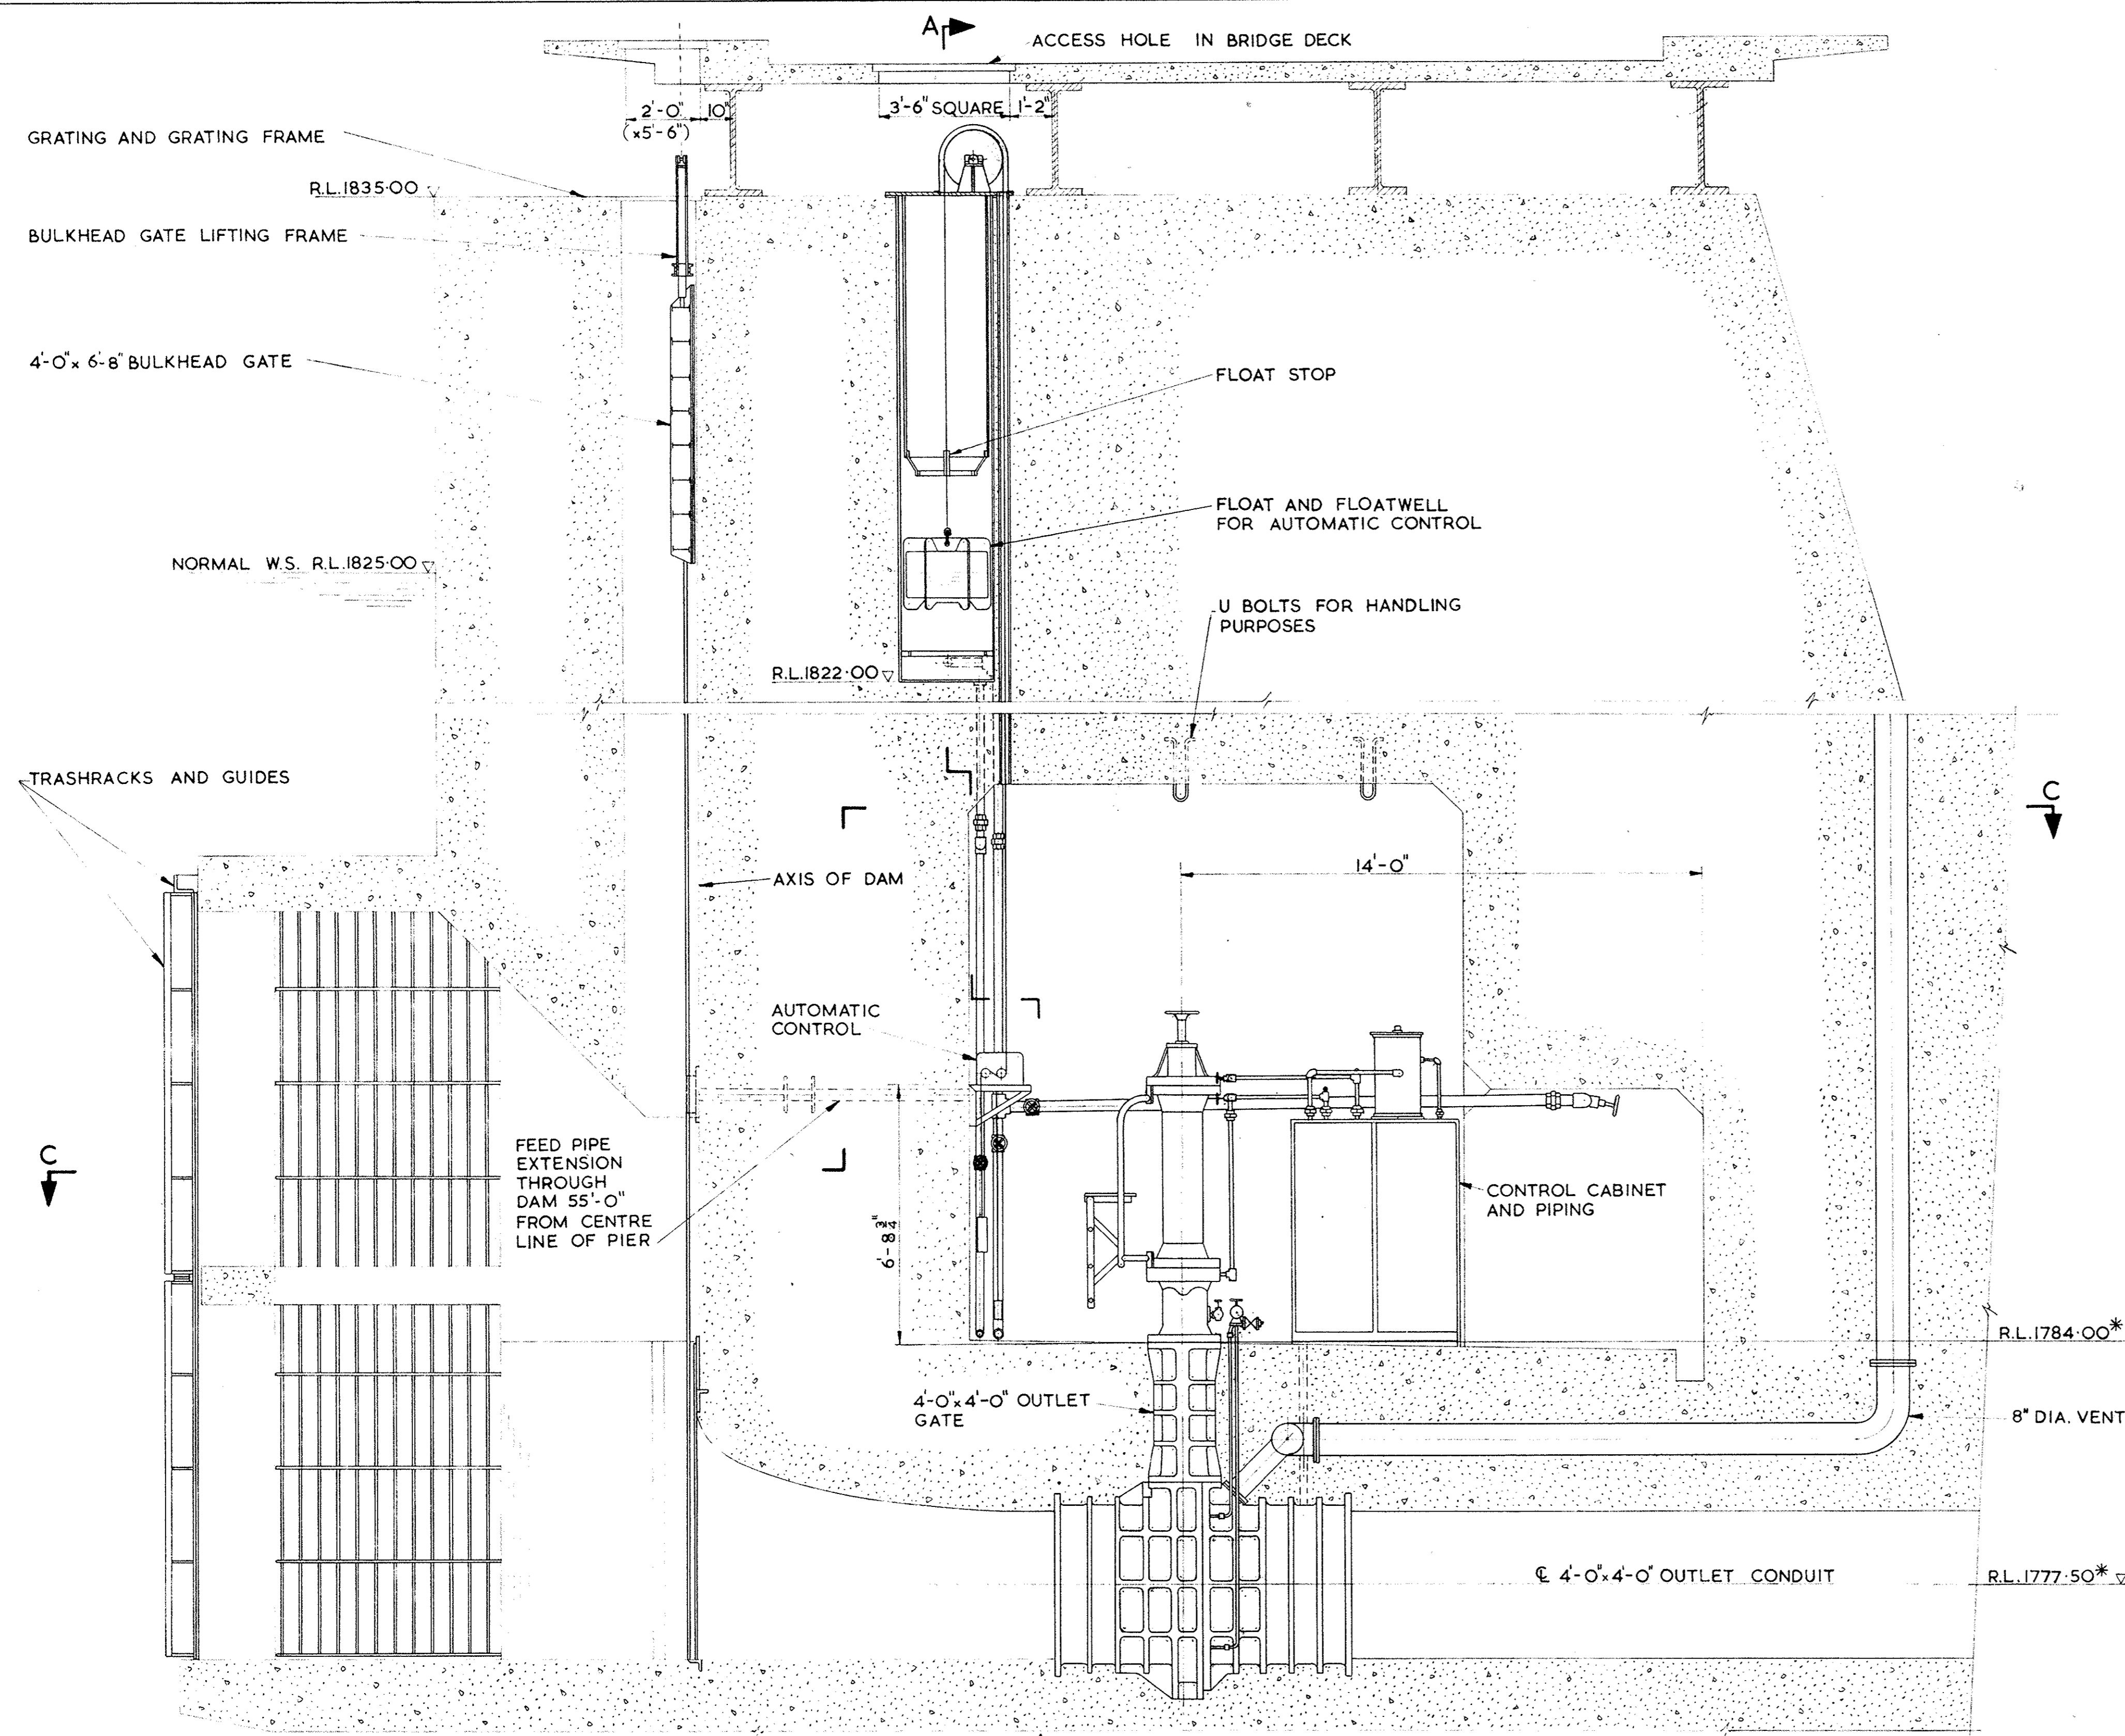 A
ACCESS HOLE IN BRIDGE DECK
2'-0"
(x5'-6")
10"
3'-6" SQUARE
1'-2"
GRATING AND GRATING FRAME
R.L.1835·00
BULKHEAD GATE LIFTING FRAME
4'-0"x 6'-8" BULKHEAD GATE
FLOAT STOP
FLOAT AND FLOATWELL
FOR AUTOMATIC CONTROL
NORMAL W.S. R.L.1825·00
U BOLTS FOR HANDLING
PURPOSES
R.L.1822·00
TRASHRACKS AND GUIDES
C
14'-0"
AXIS OF DAM
AUTOMATIC
CONTROL
FEED PIPE
EXTENSION
THROUGH
DAM 55'-0"
FROM CENTRE
LINE OF PIER
C
6'-8¾"
CONTROL CABINET
AND PIPING
R.L.1784·00*
4'-0"x4'-0" OUTLET
GATE
8" DIA. VENT
℄ 4'-0"x4'-0" OUTLET CONDUIT
R.L.1777·50*